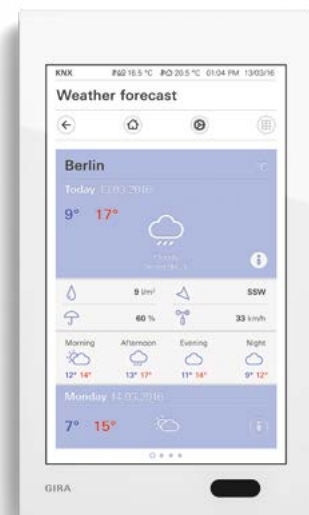 KNX 16.5 °C 20.5 °C 01:04 PM 13/03/16
Weather forecast
Berlin °C
Today 13.03.2016
9° 17°
9 l/m² SSW
60 % 33 km/h
Morning Afternoon Evening Night
12° 14° 13° 17° 11° 14° 9° 12°
Monday 14.03.2016
7° 15°
GIRA